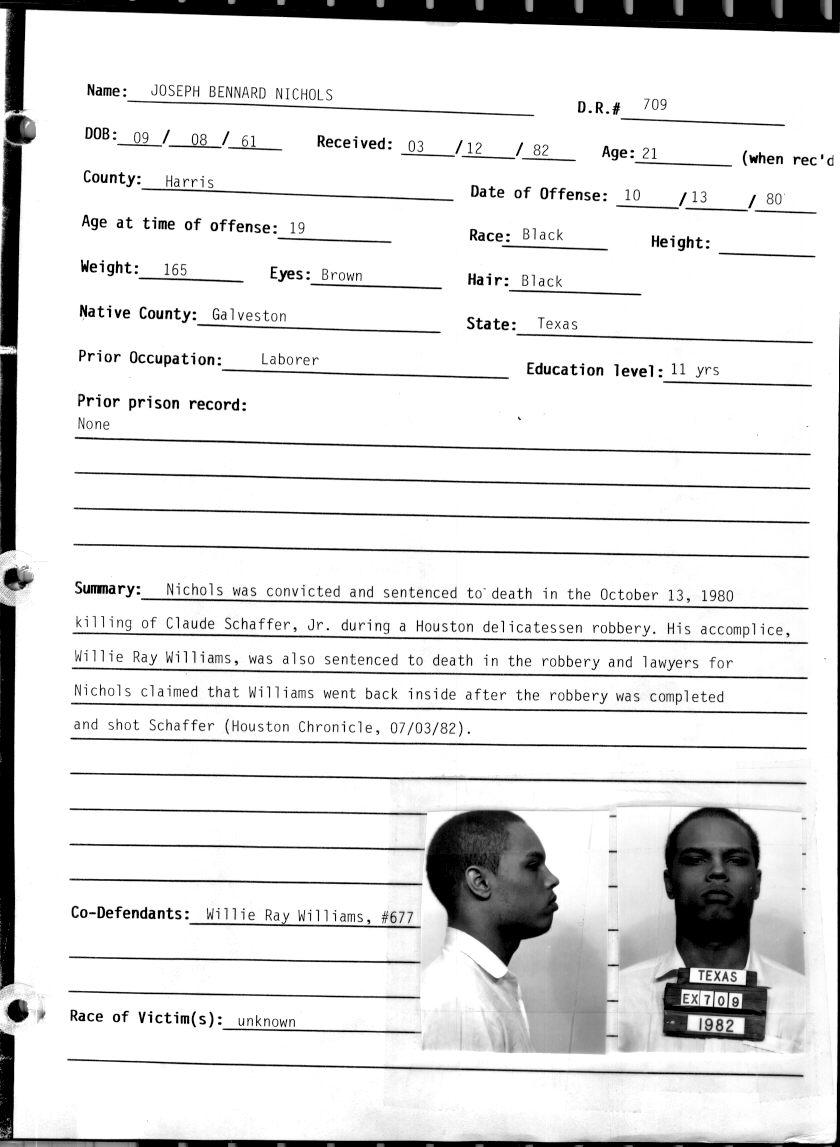 Name: JOSEPH BENNARD NICHOLS D.R.# 709
DOB: 09 / 08 / 61 Received: 03 / 12 / 82 Age: 21 (when rec'd
County: Harris Date of Offense: 10 / 13 / 80
Age at time of offense: 19 Race: Black Height:
Weight: 165 Eyes: Brown Hair: Black
Native County: Galveston State: Texas
Prior Occupation: Laborer Education level: 11 yrs
Prior prison record:
None
Summary: Nichols was convicted and sentenced to death in the October 13, 1980
killing of Claude Schaffer, Jr. during a Houston delicatessen robbery. His accomplice,
Willie Ray Williams, was also sentenced to death in the robbery and lawyers for
Nichols claimed that Williams went back inside after the robbery was completed
and shot Schaffer (Houston Chronicle, 07/03/82).
Co-Defendants: Willie Ray Williams, #677
Race of Victim(s): unknown
TEXAS
EX709
1982